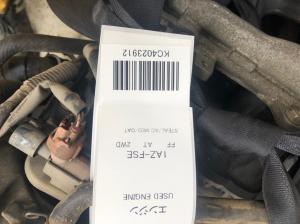 エンジン
USED ENGINE
1AZ-FSE
FF AT 2WD
KC4023912